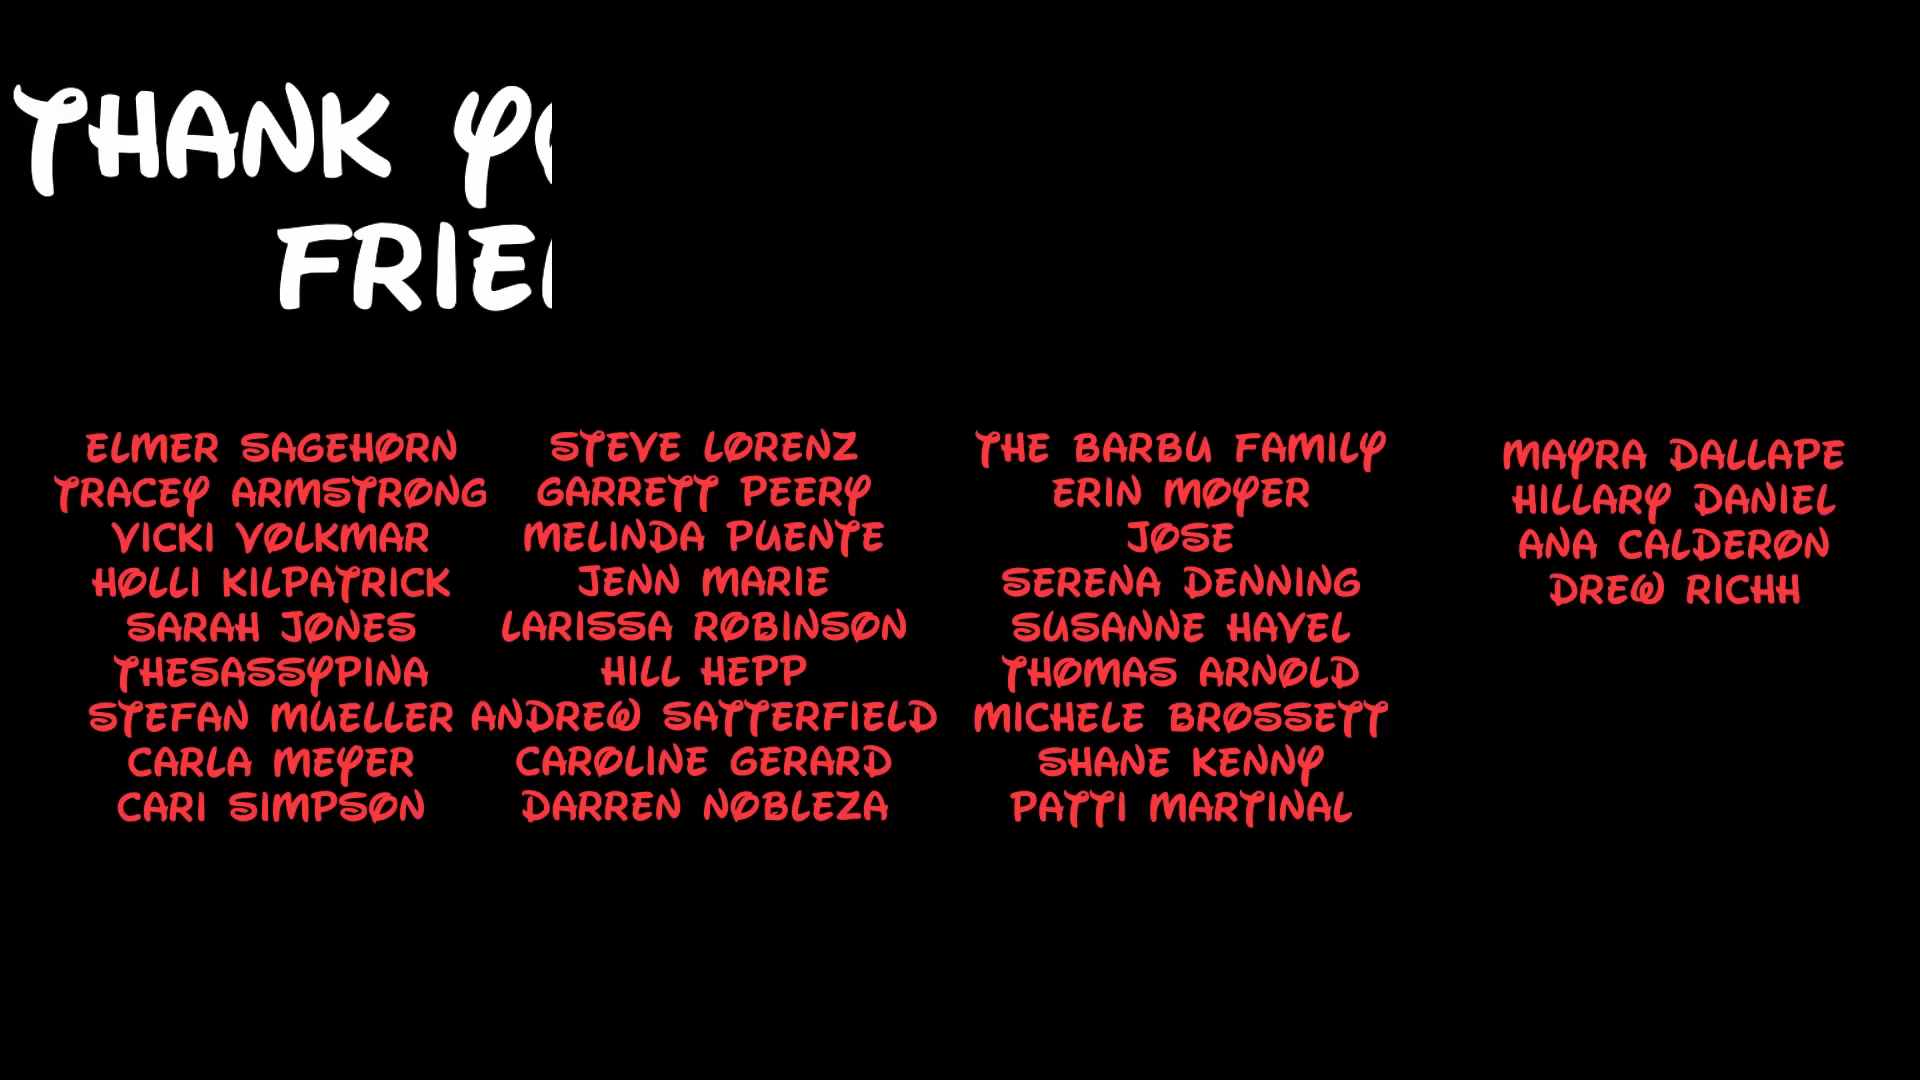 THANK YO
FRIE
ELMER SAGEHORN
TRACEY ARMSTRONG
VICKI VOLKMAR
HOLLI KILPATRICK
SARAH JONES
THESASSYPINA
STEFAN MUELLER
CARLA MEYER
CARI SIMPSON
STEVE LORENZ
GARRETT PEERY
MELINDA PUENTE
JENN MARIE
LARISSA ROBINSON
HILL HEPP
ANDREW SATTERFIELD
CAROLINE GERARD
DARREN NOBLEZA
THE BARBU FAMILY
ERIN MOYER
JOSE
SERENA DENNING
SUSANNE HAVEL
THOMAS ARNOLD
MICHELE BROSSETT
SHANE KENNY
PATTI MARTINAL
MAYRA DALLAPE
HILLARY DANIEL
ANA CALDERON
DREW RICHH